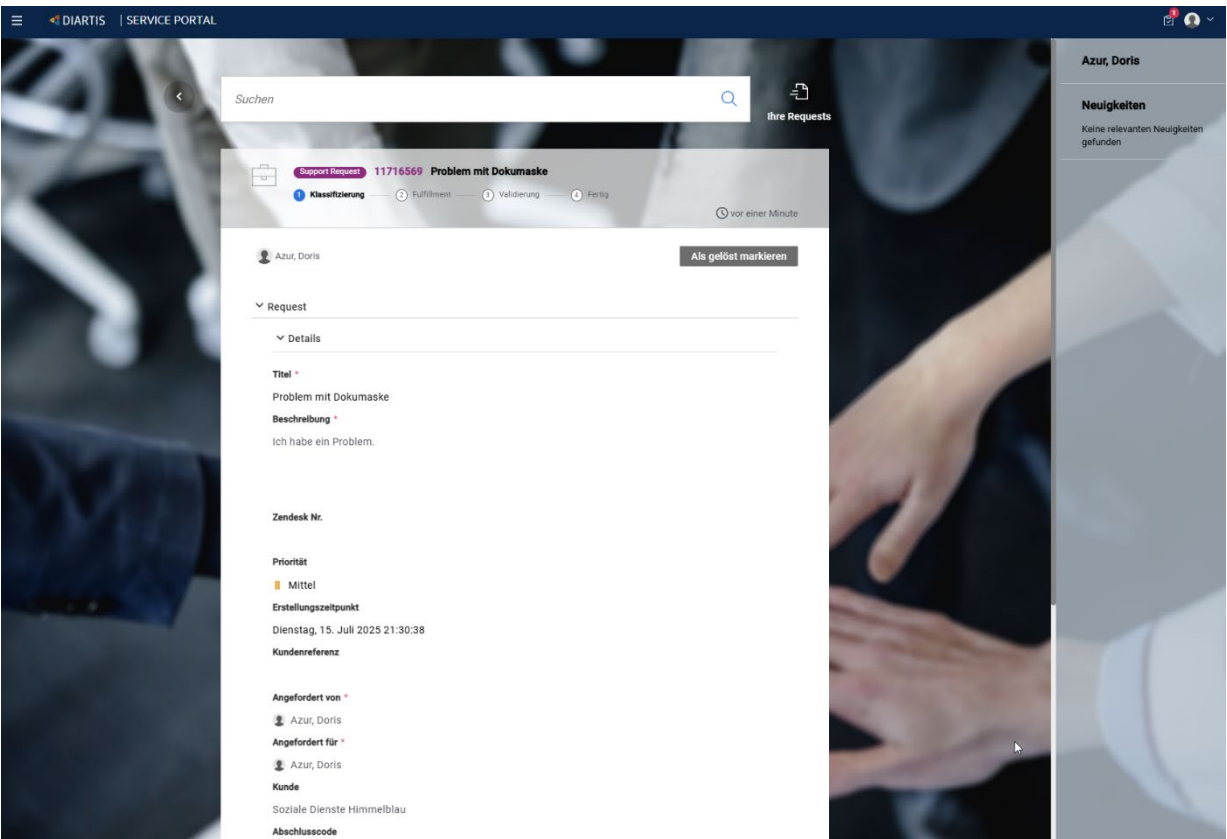 DIARTIS | SERVICE PORTAL
1
Azur, Doris
Suchen
Ihre Requests
Neuigkeiten
Keine relevanten Neuigkeiten
gefunden
Support Request 11716569 Problem mit Dokumaske
1 Klassifizierung 2 Fulfillment 3 Validierung 4 Fertig
vor einer Minute
Azur, Doris
Als gelöst markieren
Request
Details
Titel *
Problem mit Dokumaske
Beschreibung *
Ich habe ein Problem.
Zendesk Nr.
Priorität
Mittel
Erstellungszeitpunkt
Dienstag, 15. Juli 2025 21:30:38
Kundenreferenz
Angefordert von *
Azur, Doris
Angefordert für *
Azur, Doris
Kunde
Soziale Dienste Himmelblau
Abschlusscode